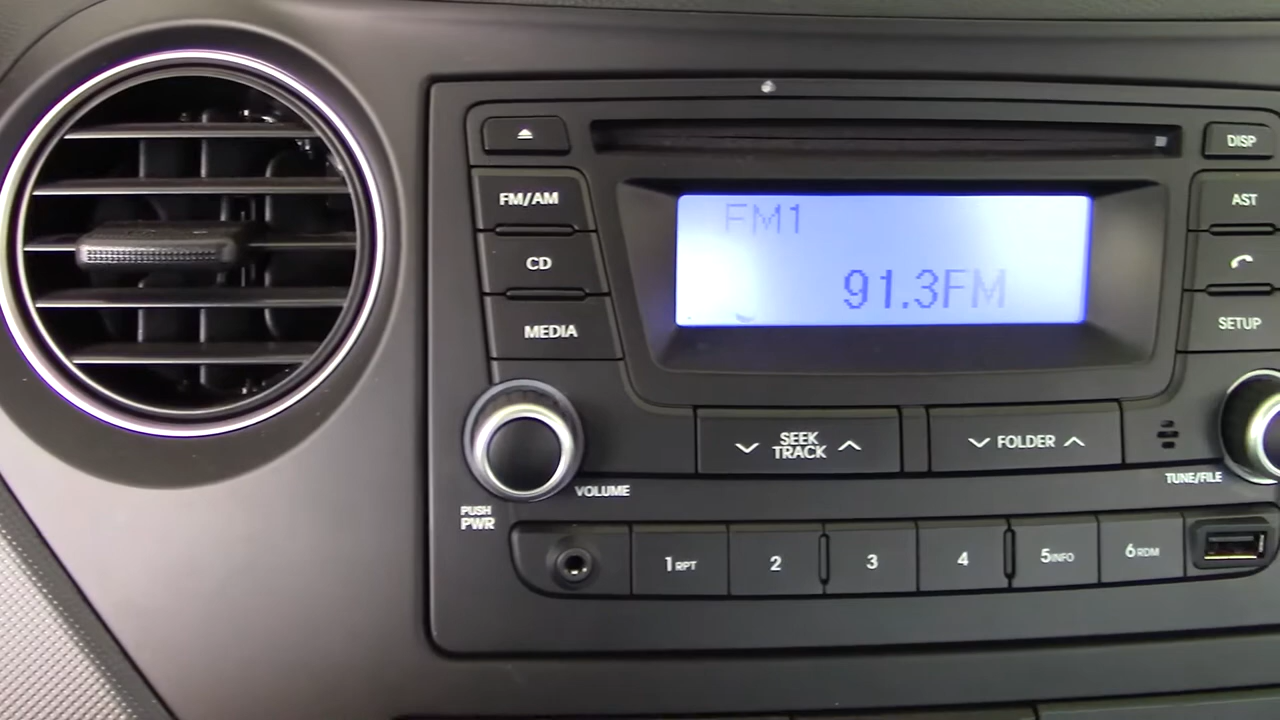 DISP
FM/AM
AST
FM1
CD
91.3FM
MEDIA
SETUP
SEEK
TRACK
FOLDER
VOLUME
TUNE/FILE
PUSH
PWR
1RPT
2
3
4
5INFO
6RDM